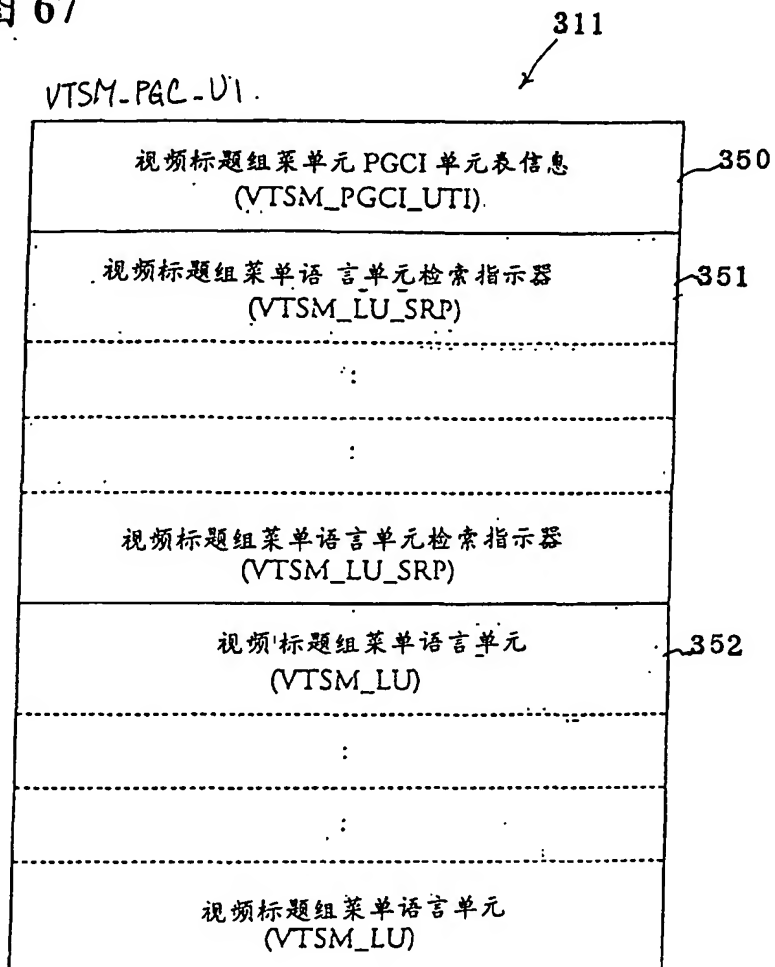 图 67
311
VTSM-PGC-UI.
视频标题组菜单元 PGCI 单元表信息
(VTSM_PGCI_UTI).
350
视频标题组菜单语 言单元检索指示器
(VTSM_LU_SRP)
351
:
:
视频标题组菜单语言单元检索指示器
(VTSM_LU_SRP)
视频标题组菜单语言单元
(VTSM_LU)
352
:
:
视频标题组菜单语言单元
(VTSM_LU)